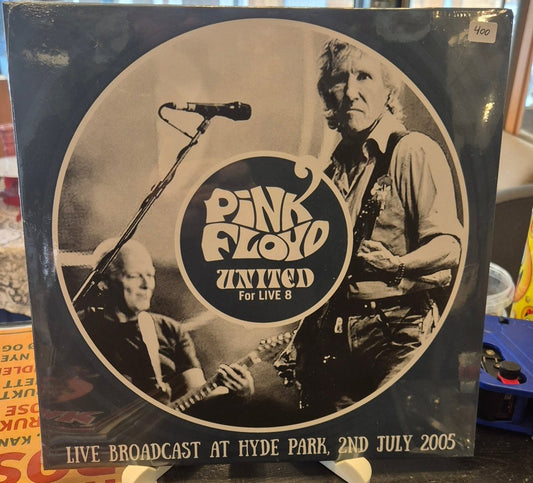 400
PINK
FLOYD
UNITED
For LIVE 8
LIVE BROADCAST AT HYDE PARK, 2ND JULY 2005